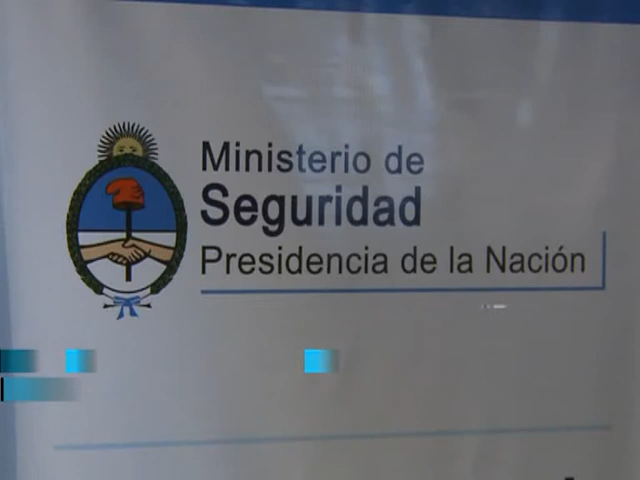 Ministerio de
Seguridad
Presidencia de la Nación